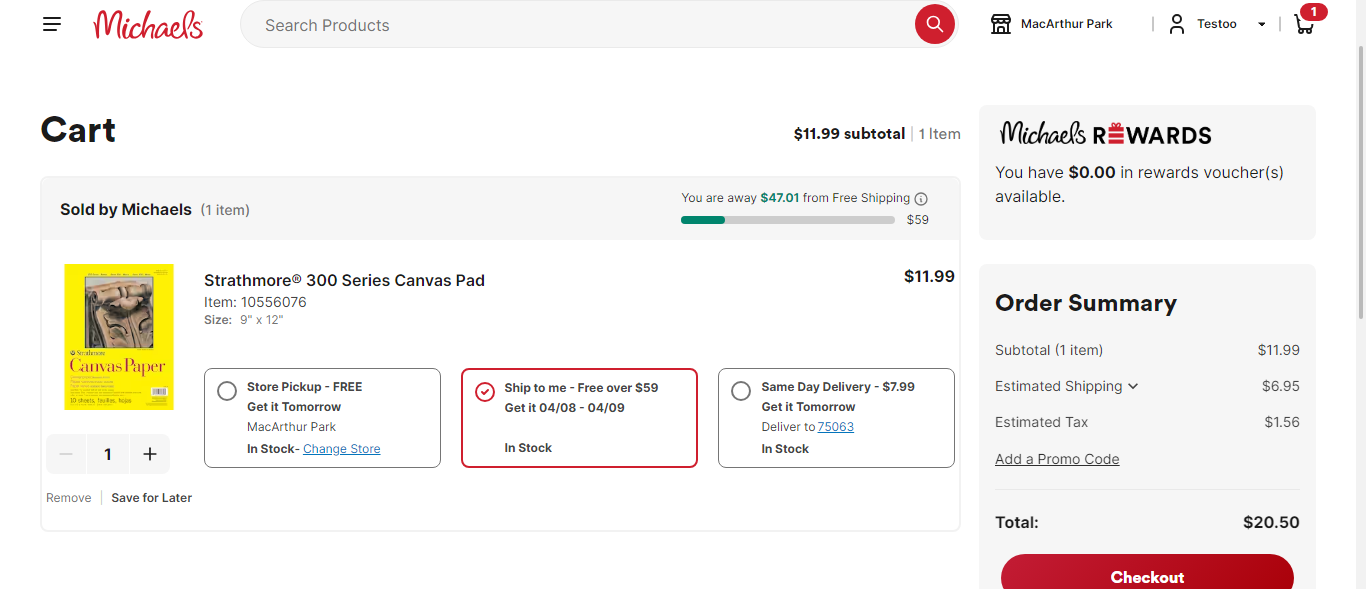 Michaels
Search Products
MacArthur Park
Testoo
1
Cart
$11.99 subtotal | 1 Item
Sold by Michaels (1 item)
You are away $47.01 from Free Shipping
$59
Strathmore® 300 Series Canvas Pad
$11.99
Item: 10556076
Size: 9" x 12"
Strathmore
Canvas Paper
Store Pickup - FREE
Get it Tomorrow
MacArthur Park
In Stock- Change Store
Ship to me - Free over $59
Get it 04/08 - 04/09
In Stock
Same Day Delivery - $7.99
Get it Tomorrow
Deliver to 75063
In Stock
1
Remove | Save for Later
Michaels REWARDS
You have $0.00 in rewards voucher(s)
available.
Order Summary
Subtotal (1 item) $11.99
Estimated Shipping $6.95
Estimated Tax $1.56
Add a Promo Code
Total: $20.50
Checkout